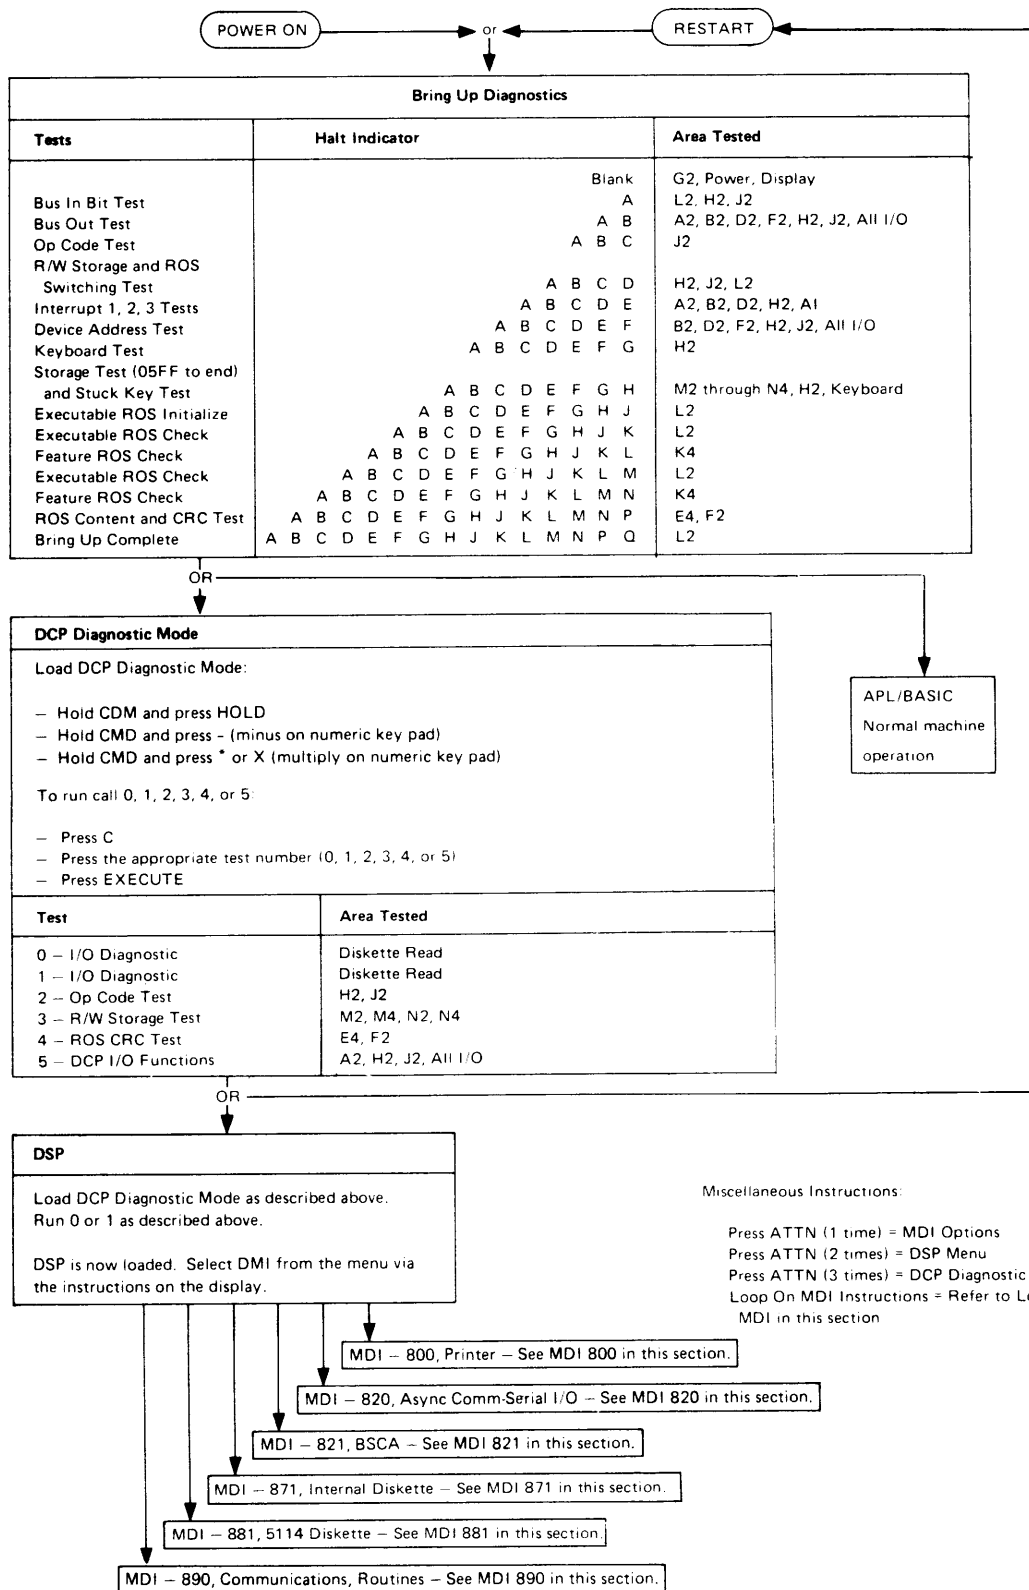 POWER ON or RESTART
Bring Up Diagnostics
Tests Halt Indicator Area Tested
Blank G2, Power, Display
Bus In Bit Test A L2, H2, J2
Bus Out Test A B A2, B2, D2, F2, H2, J2, All I/O
Op Code Test A B C J2
R/W Storage and ROS
Switching Test A B C D H2, J2, L2
Interrupt 1, 2, 3 Tests A B C D E A2, B2, D2, H2, A1
Device Address Test A B C D E F B2, D2, F2, H2, J2, All I/O
Keyboard Test A B C D E F G H2
Storage Test (05FF to end)
and Stuck Key Test A B C D E F G H M2 through N4, H2, Keyboard
Executable ROS Initialize A B C D E F G H J L2
Executable ROS Check A B C D E F G H J K L2
Feature ROS Check A B C D E F G H J K L K4
Executable ROS Check A B C D E F G H J K L M L2
Feature ROS Check A B C D E F G H J K L M N K4
ROS Content and CRC Test A B C D E F G H J K L M N P E4, F2
Bring Up Complete A B C D E F G H J K L M N P Q L2
OR
DCP Diagnostic Mode
Load DCP Diagnostic Mode:
– Hold CDM and press HOLD
– Hold CMD and press - (minus on numeric key pad)
– Hold CMD and press * or X (multiply on numeric key pad)
To run call 0, 1, 2, 3, 4, or 5:
– Press C
– Press the appropriate test number (0, 1, 2, 3, 4, or 5)
– Press EXECUTE
APL/BASIC
Normal machine
operation
Test Area Tested
0 – I/O Diagnostic Diskette Read
1 – I/O Diagnostic Diskette Read
2 – Op Code Test H2, J2
3 – R/W Storage Test M2, M4, N2, N4
4 – ROS CRC Test E4, F2
5 – DCP I/O Functions A2, H2, J2, All I/O
OR
DSP
Load DCP Diagnostic Mode as described above.
Run 0 or 1 as described above.
DSP is now loaded. Select DMI from the menu via
the instructions on the display.
Miscellaneous Instructions:
Press ATTN (1 time) = MDI Options
Press ATTN (2 times) = DSP Menu
Press ATTN (3 times) = DCP Diagnostic
Loop On MDI Instructions = Refer to Lo
MDI in this section
MDI – 800, Printer – See MDI 800 in this section.
MDI – 820, Async Comm-Serial I/O – See MDI 820 in this section.
MDI – 821, BSCA – See MDI 821 in this section.
MDI – 871, Internal Diskette – See MDI 871 in this section.
MDI – 881, 5114 Diskette – See MDI 881 in this section.
MDI – 890, Communications, Routines – See MDI 890 in this section.